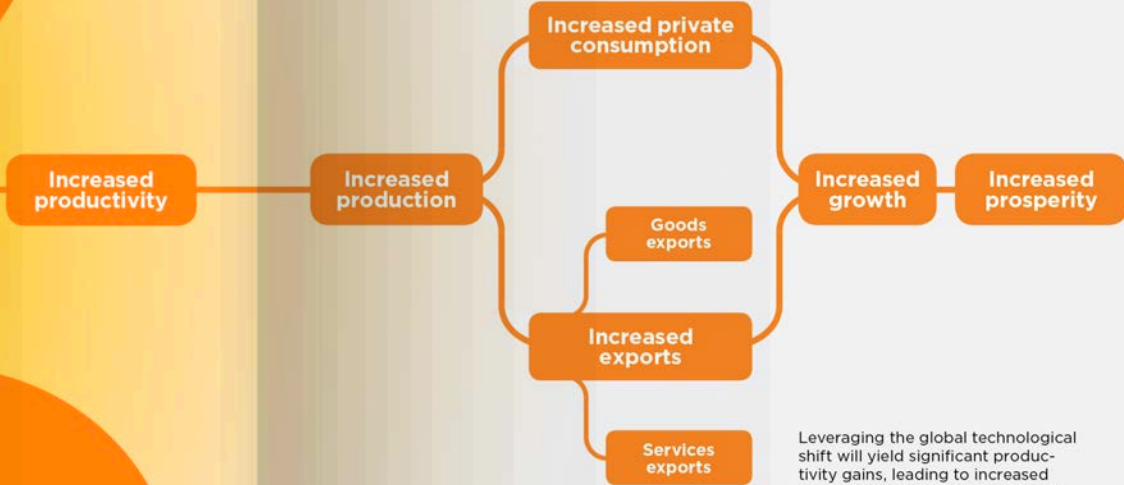 Increased private
consumption
Increased
productivity
Increased
production
Increased
growth
Increased
prosperity
Goods
exports
Increased
exports
Services
exports
Leveraging the global technological
shift will yield significant produc-
tivity gains, leading to increased